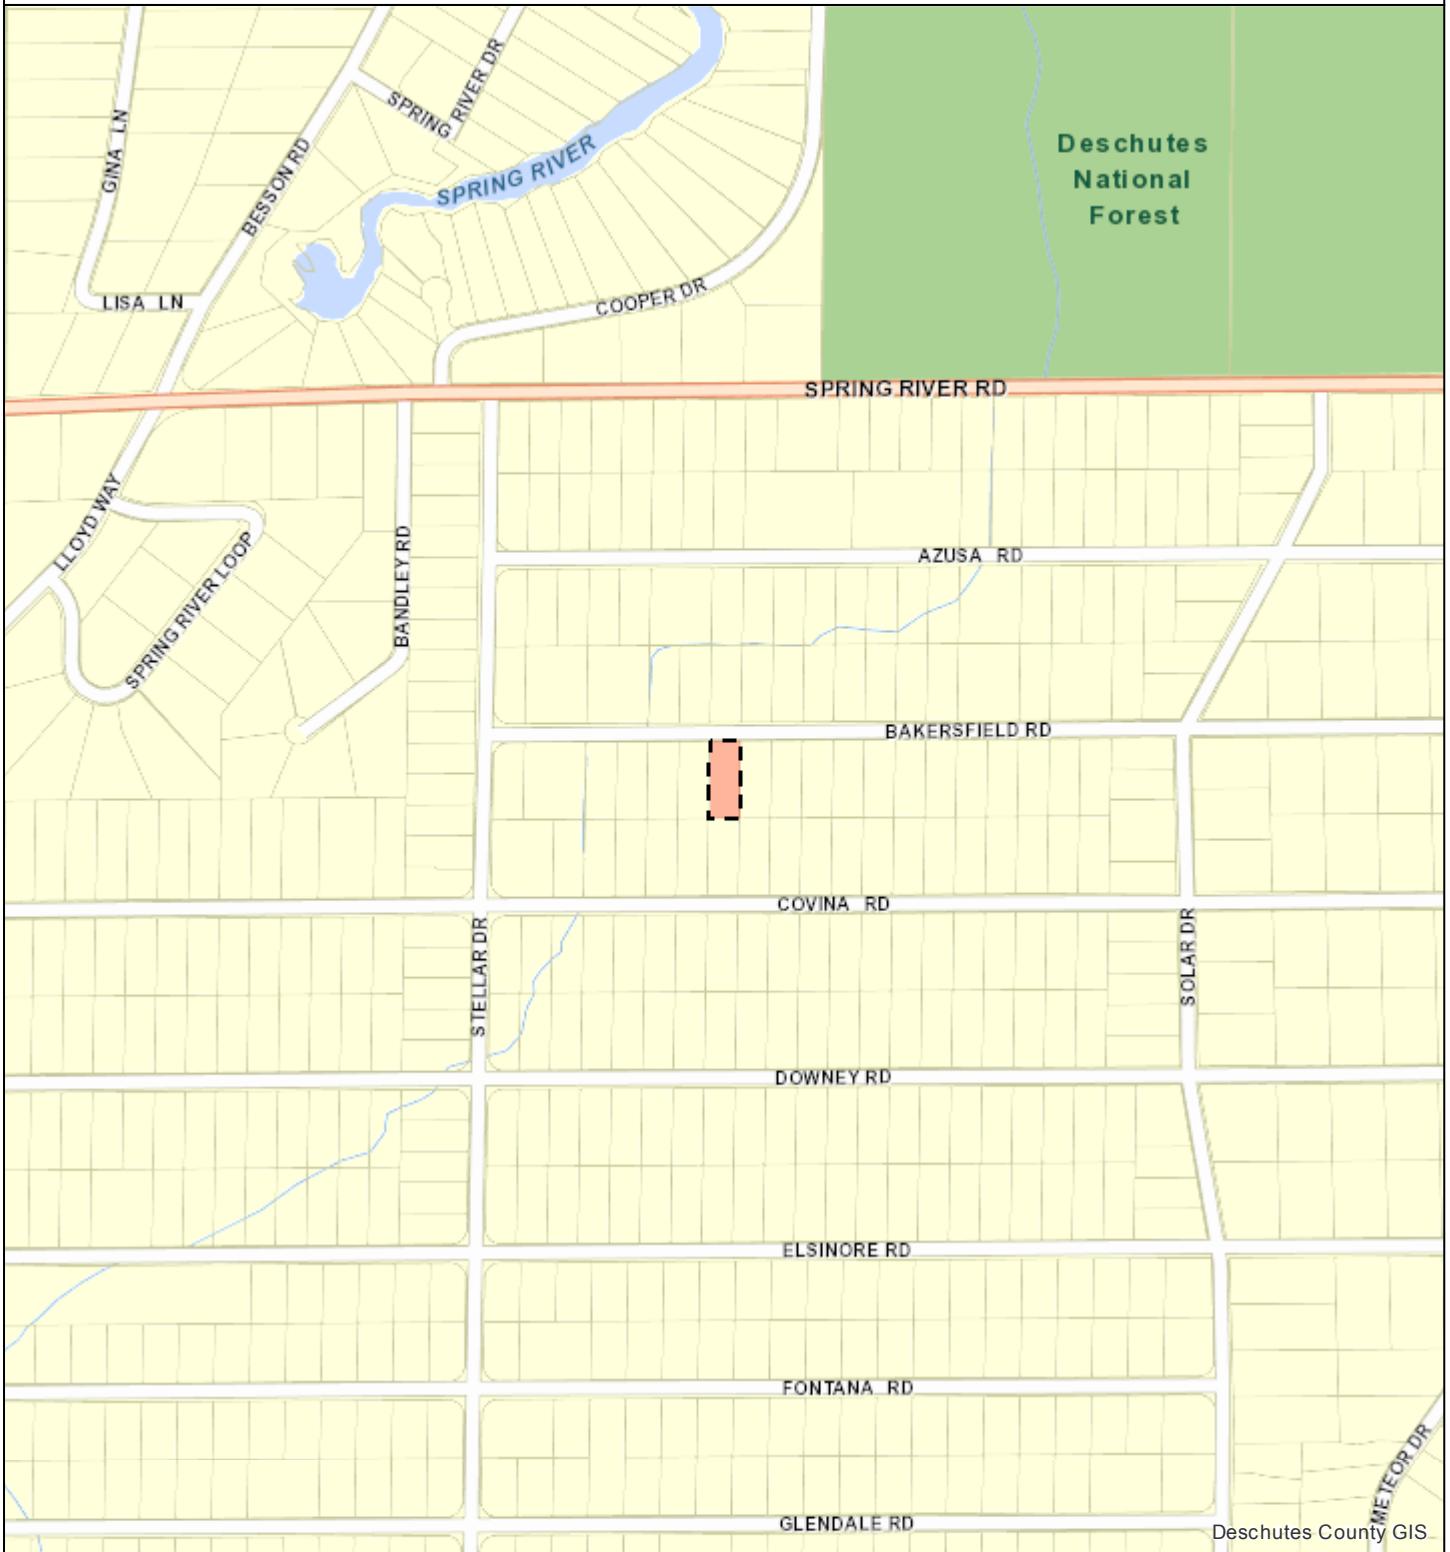 GINA LN
BESSON RD
SPRING RIVER DR
SPRING RIVER
Deschutes
National
Forest
LISA LN
COOPER DR
SPRING RIVER RD
LLOYD WAY
SPRING RIVER LOOP
BANDLEY RD
AZUSA RD
BAKERSFIELD RD
COVINA RD
STELLAR DR
SOLAR DR
DOWNEY RD
ELSINORE RD
FONTANA RD
METEOR DR
GLENDALE RD
Deschutes County GIS